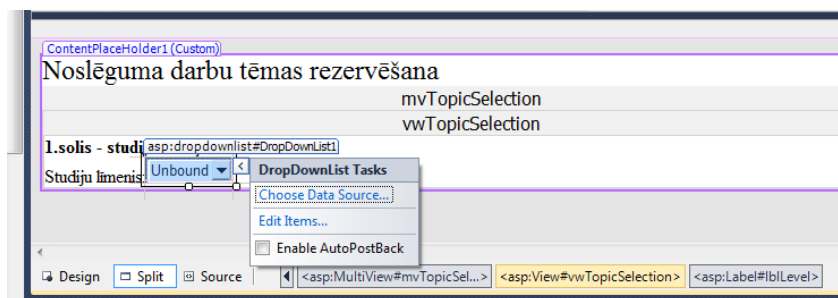 ContentPlaceHolder1 (Custom)
Noslēguma darbu tēmas rezervēšana
mvTopicSelection
vwTopicSelection
1.solis - studi
asp:dropdownlist#DropDownList1
Studiju līmenis:
Unbound
DropDownList Tasks
Choose Data Source...
Edit Items...
Enable AutoPostBack
Design Split Source <asp:MultiView#mvTopicSel...> <asp:View#vwTopicSelection> <asp:Label#lblLevel>